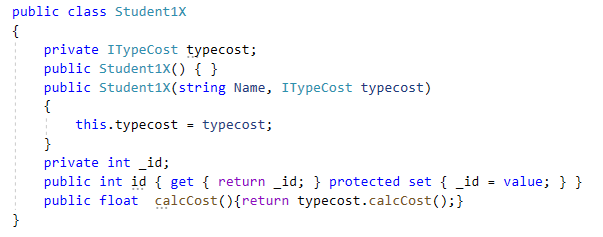 public class Student1X
{
private ITypeCost typecost;
public Student1X() { }
public Student1X(string Name, ITypeCost typecost)
{
this.typecost = typecost;
}
private int _id;
public int id { get { return _id; } protected set { _id = value; } }
public float  calcCost(){return typecost.calcCost();}
}